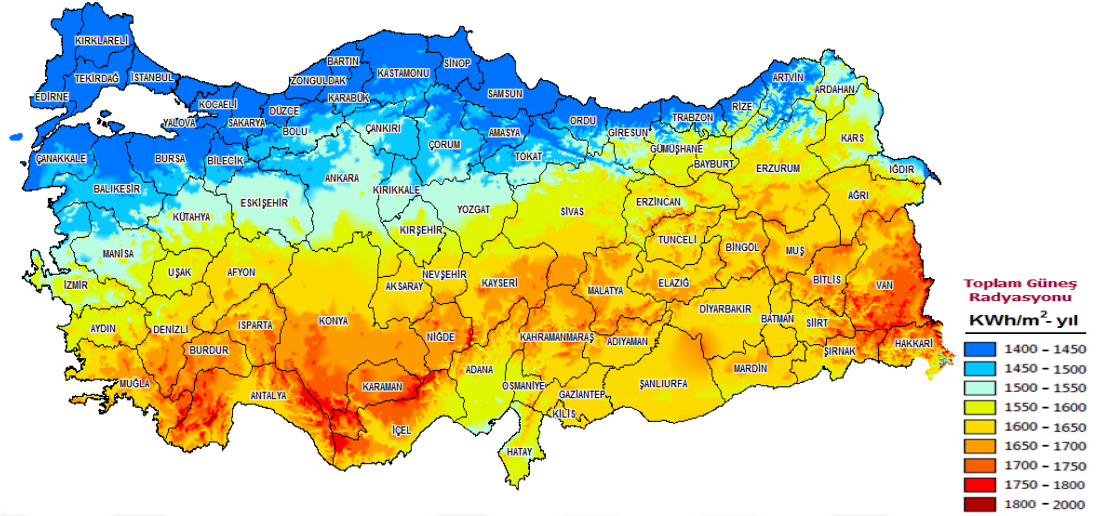 KIRKLARELİ
TEKİRDAĞ
İSTANBUL
EDİRNE
KOCAELİ
YALOVA
SAKARYA
DÜZCE
BOLU
ZONGULDAK
BARTIN
KARABÜK
KASTAMONU
SİNOP
SAMSUN
ÇANKIRI
ÇORUM
AMASYA
TOKAT
ORDU
GİRESUN
TRABZON
RİZE
ARTVİN
ARDAHAN
KARS
GÜMÜŞHANE
BAYBURT
ERZURUM
IĞDIR
AĞRI
ÇANAKKALE
BURSA
BİLECİK
BALIKESİR
KÜTAHYA
ESKİŞEHİR
ANKARA
KIRIKKALE
YOZGAT
KIRŞEHİR
SİVAS
ERZİNCAN
TUNCELİ
BİNGÖL
MUŞ
BİTLİS
VAN
MANİSA
İZMİR
UŞAK
AFYON
AKSARAY
NEVŞEHİR
KAYSERİ
MALATYA
ELAZIĞ
DİYARBAKIR
BATMAN
SİİRT
ŞIRNAK
HAKKARİ
AYDIN
DENİZLİ
ISPARTA
BURDUR
KONYA
NİĞDE
KAHRAMANMARAŞ
ADIYAMAN
MARDİN
ŞANLIURFA
MUĞLA
ANTALYA
KARAMAN
İÇEL
ADANA
OSMANİYE
GAZİANTEP
KİLİS
HATAY
Toplam Güneş
Radyasyonu
KWh/m²- yıl
1400 - 1450
1450 - 1500
1500 - 1550
1550 - 1600
1600 - 1650
1650 - 1700
1700 - 1750
1750 - 1800
1800 - 2000